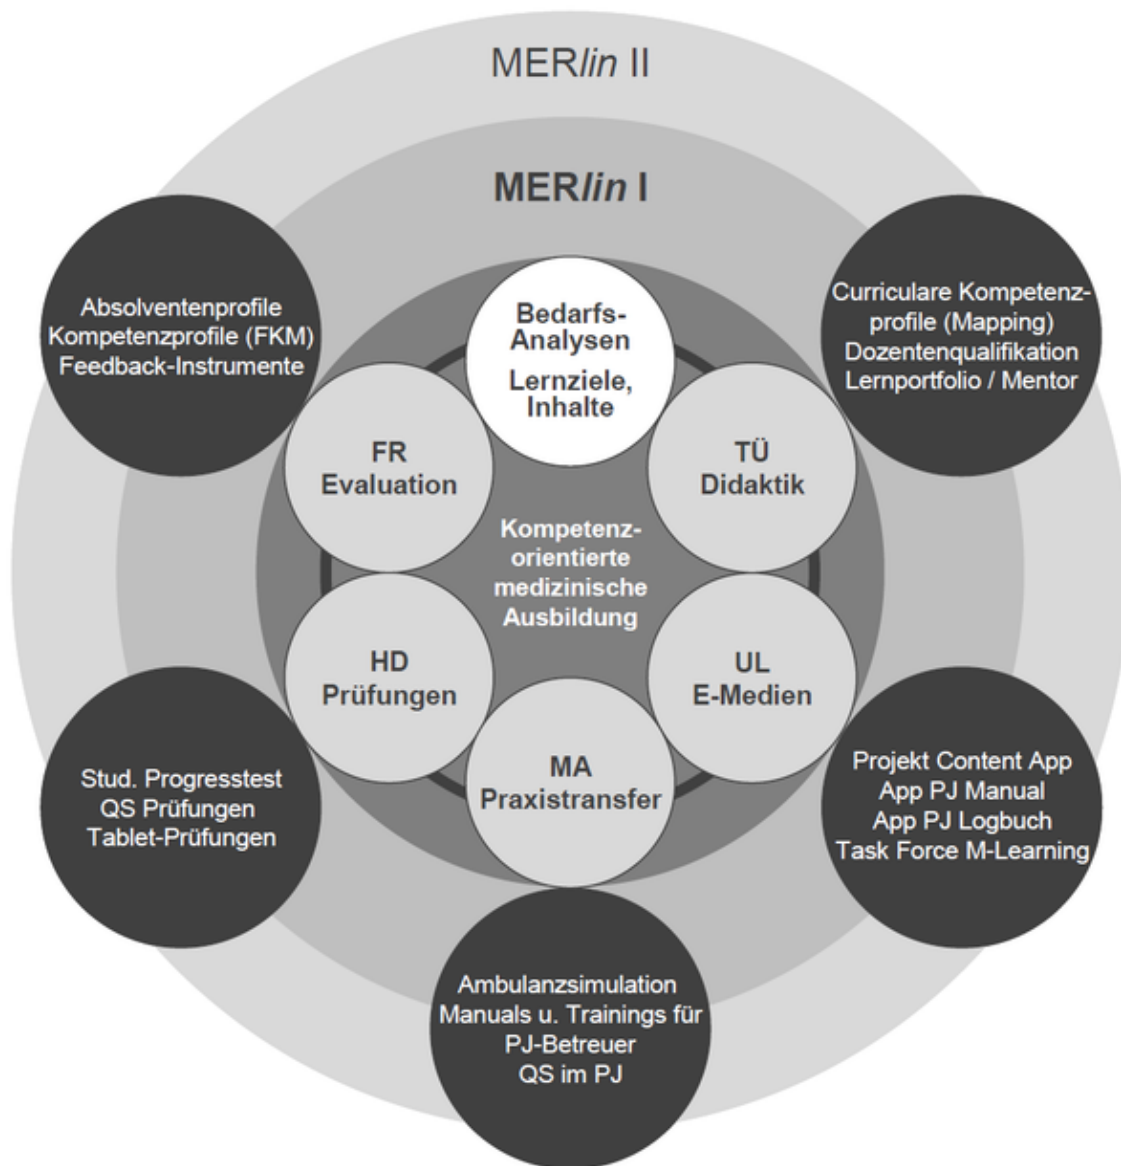 MERlin II
MERlin I
Absolventenprofile
Kompetenzprofile (FKM)
Feedback-Instrumente
Bedarfs-
Analysen
Lernziele,
Inhalte
Curriculare Kompetenz-
profile (Mapping)
Dozentenqualifikation
Lernportfolio / Mentor
FR
Evaluation
TÜ
Didaktik
Kompetenz-
orientierte
medizinische
Ausbildung
HD
Prüfungen
UL
E-Medien
MA
Praxistransfer
Stud. Progresstest
QS Prüfungen
Tablet-Prüfungen
Projekt Content App
App PJ Manual
App PJ Logbuch
Task Force M-Learning
Ambulanzsimulation
Manuals u. Trainings für
PJ-Betreuer
QS im PJ